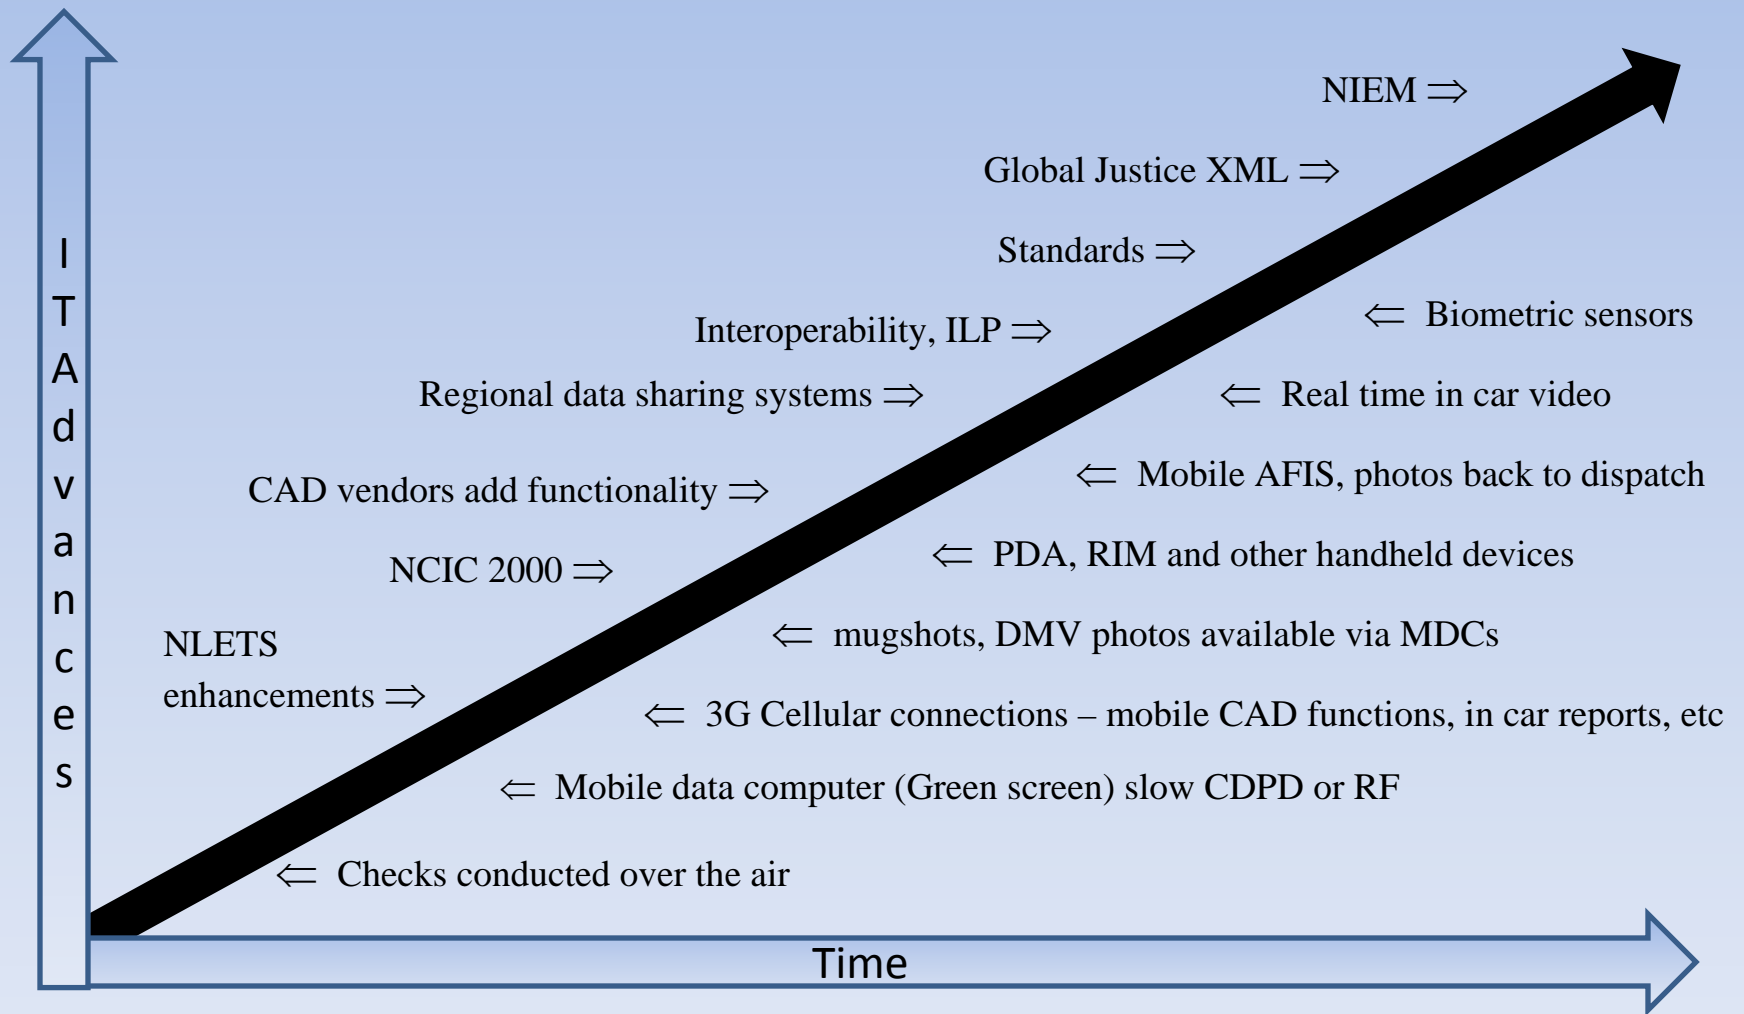 NIEM ⇒
Global Justice XML ⇒
Standards ⇒
⇐ Biometric sensors
Interoperability, ILP ⇒
Regional data sharing systems ⇒
⇐ Real time in car video
CAD vendors add functionality ⇒
⇐ Mobile AFIS, photos back to dispatch
NCIC 2000 ⇒
⇐ PDA, RIM and other handheld devices
NLETS
enhancements ⇒
⇐ mugshots, DMV photos available via MDCs
⇐ 3G Cellular connections – mobile CAD functions, in car reports, etc
⇐ Mobile data computer (Green screen) slow CDPD or RF
⇐ Checks conducted over the air
IT Advances
Time